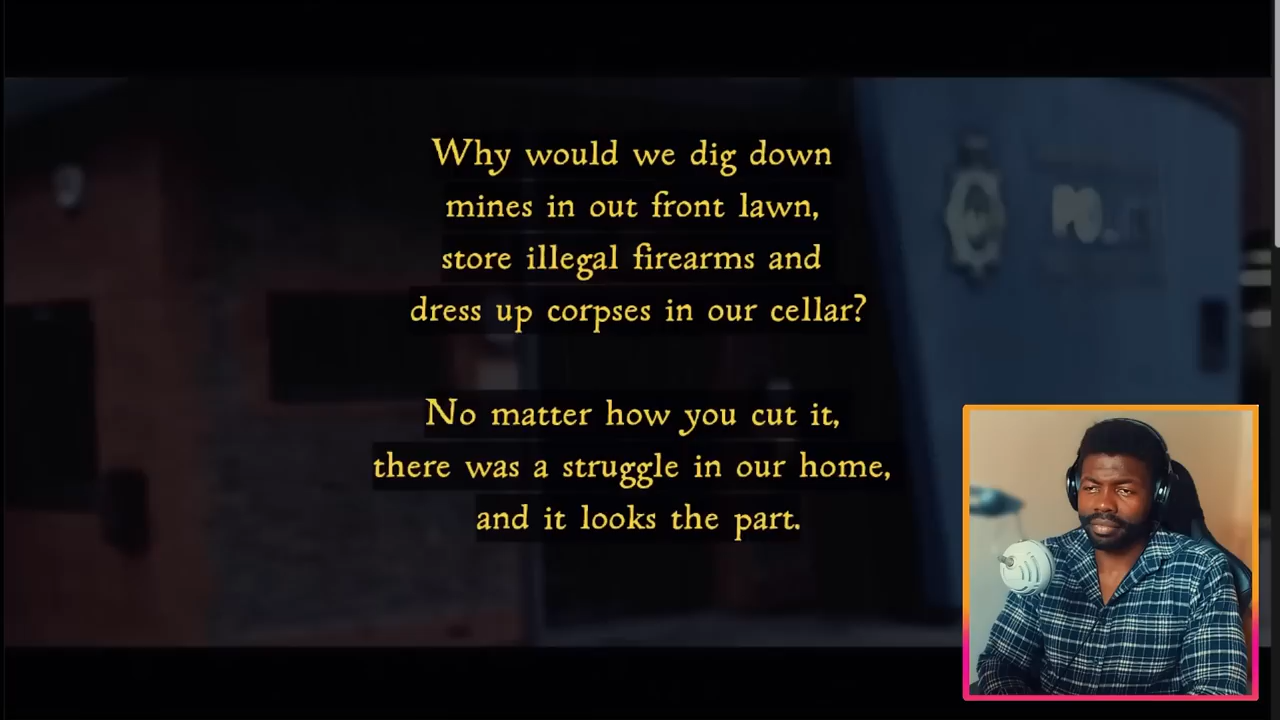 Why would we dig down
mines in out front lawn,
store illegal firearms and
dress up corpses in our cellar?
No matter how you cut it,
there was a struggle in our home,
and it looks the part.